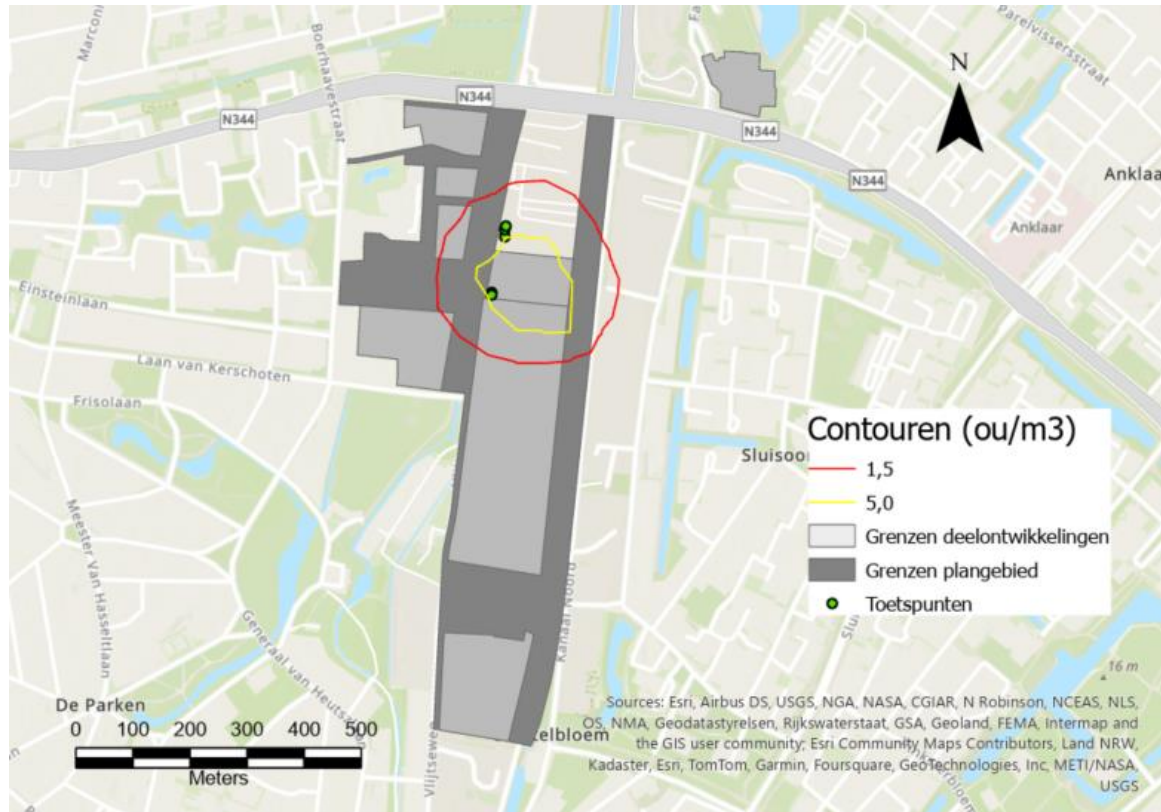 Marconi
Boerhaavestraat
Parelvissersstraat
N344
N344
N344
N344
N
Ankla
Anklaar
Einsteinlaan
Laan van Kerschoten
Frisolaan
Sluisoor
Meester Van Hasseltlaan
Generaal van Heutsz
Kanaal Noord
Vlijtseweg
De Parken
elbloem
Contouren (ou/m3)
1,5
5,0
Grenzen deelontwikkelingen
Grenzen plangebied
Toetspunten
16 m
0 100 200 300 400 500
Meters
Sources: Esri, Airbus DS, USGS, NGA, NASA, CGIAR, N Robinson, NCEAS, NLS,
OS, NMA, Geodatastyrelsen, Rijkswaterstaat, GSA, Geoland, FEMA, Intermap and
the GIS user community; Esri Community Maps Contributors, Land NRW,
Kadaster, Esri, TomTom, Garmin, Foursquare, GeoTechnologies, Inc, METI/NASA,
USGS